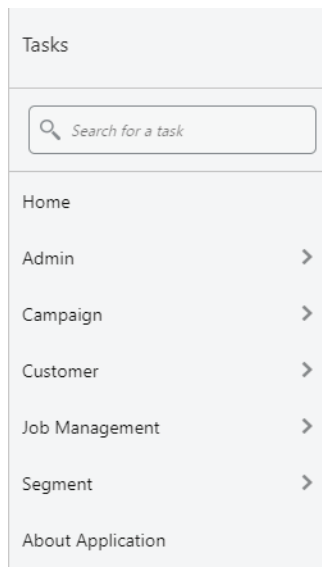 Tasks
Search for a task
Home
Admin
Campaign
Customer
Job Management
Segment
About Application